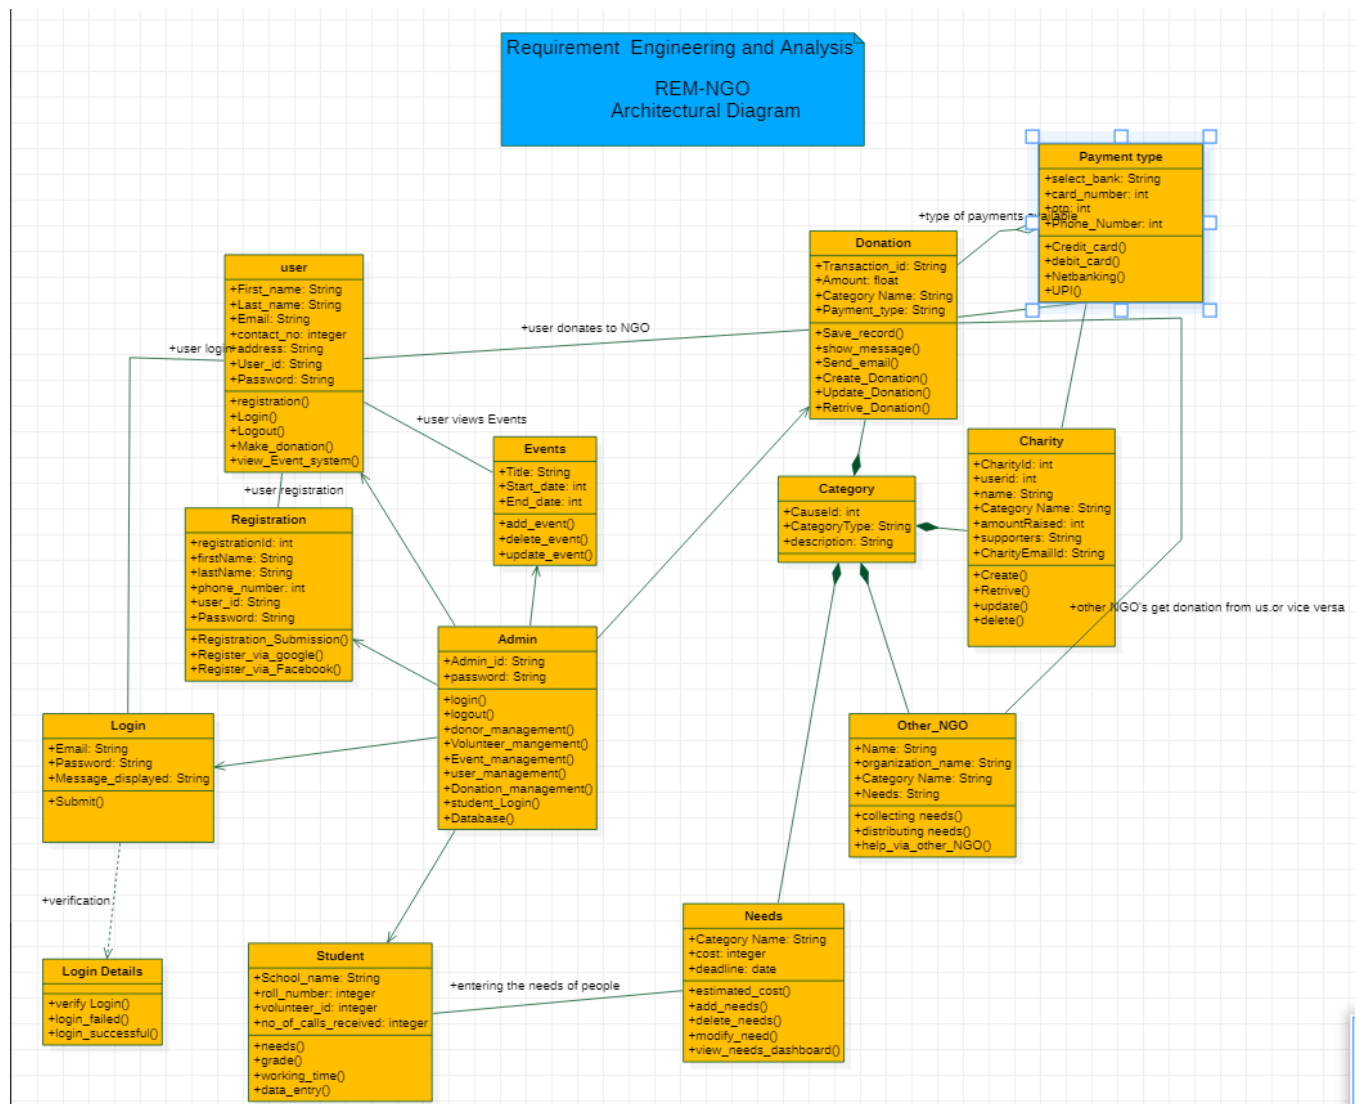 Requirement  Engineering and Analysis
REM-NGO
Architectural Diagram
Payment type
+select_bank: String
+card_number: int
+otp: int
+Phone_Number: int
+Credit_card()
+debit_card()
+Netbanking()
+UPI()
+type of payments available
Donation
+Transaction_id: String
+Amount: float
+Category Name: String
+Payment_type: String
+Save_record()
+show_message()
+Send_email()
+Create_Donation()
+Update_Donation()
+Retrive_Donation()
user
+First_name: String
+Last_name: String
+Email: String
+contact_no: integer
+address: String
+User_id: String
+Password: String
+registration()
+Login()
+Logout()
+Make_donation()
+view_Event_system()
+user login
+user donates to NGO
+user views Events
+user registration
Events
+Title: String
+Start_date: int
+End_date: int
+add_event()
+delete_event()
+update_event()
Category
+CauseId: int
+CategoryType: String
+description: String
Charity
+CharityId: int
+userid: int
+name: String
+Category Name: String
+amountRaised: int
+supporters: String
+CharityEmailId: String
+Create()
+Retrive()
+update()
+delete()
+other NGO's get donation from us.or vice versa
Registration
+registrationId: int
+firstName: String
+lastName: String
+phone_number: int
+user_id: String
+Password: String
+Registration_Submission()
+Register_via_google()
+Register_via_Facebook()
Admin
+Admin_id: String
+password: String
+login()
+logout()
+donor_management()
+Volunteer_mangement()
+Event_management()
+user_management()
+Donation_management()
+student_Login()
+Database()
Login
+Email: String
+Password: String
+Message_displayed: String
+Submit()
Other_NGO
+Name: String
+organization_name: String
+Category Name: String
+Needs: String
+collecting needs()
+distributing needs()
+help_via_other_NGO()
+verification
Login Details
+verify Login()
+login_failed()
+login_successful()
Student
+School_name: String
+roll_number: integer
+volunteer_id: integer
+no_of_calls_received: integer
+needs()
+grade()
+working_time()
+data_entry()
+entering the needs of people
Needs
+Category Name: String
+cost: integer
+deadline: date
+estimated_cost()
+add_needs()
+delete_needs()
+modify_need()
+view_needs_dashboard()